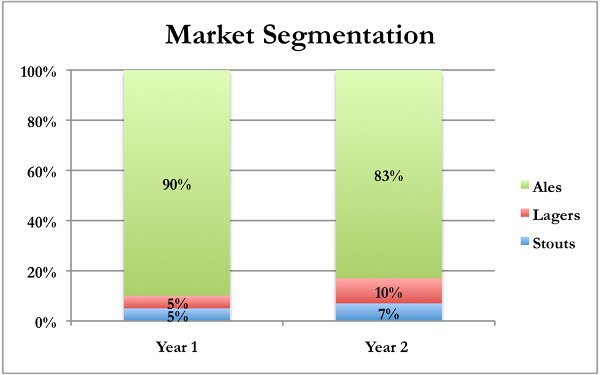 Market Segmentation
100%
80%
60%
40%
20%
0%
90%
5%
5%
83%
10%
7%
Year 1
Year 2
Ales
Lagers
Stouts